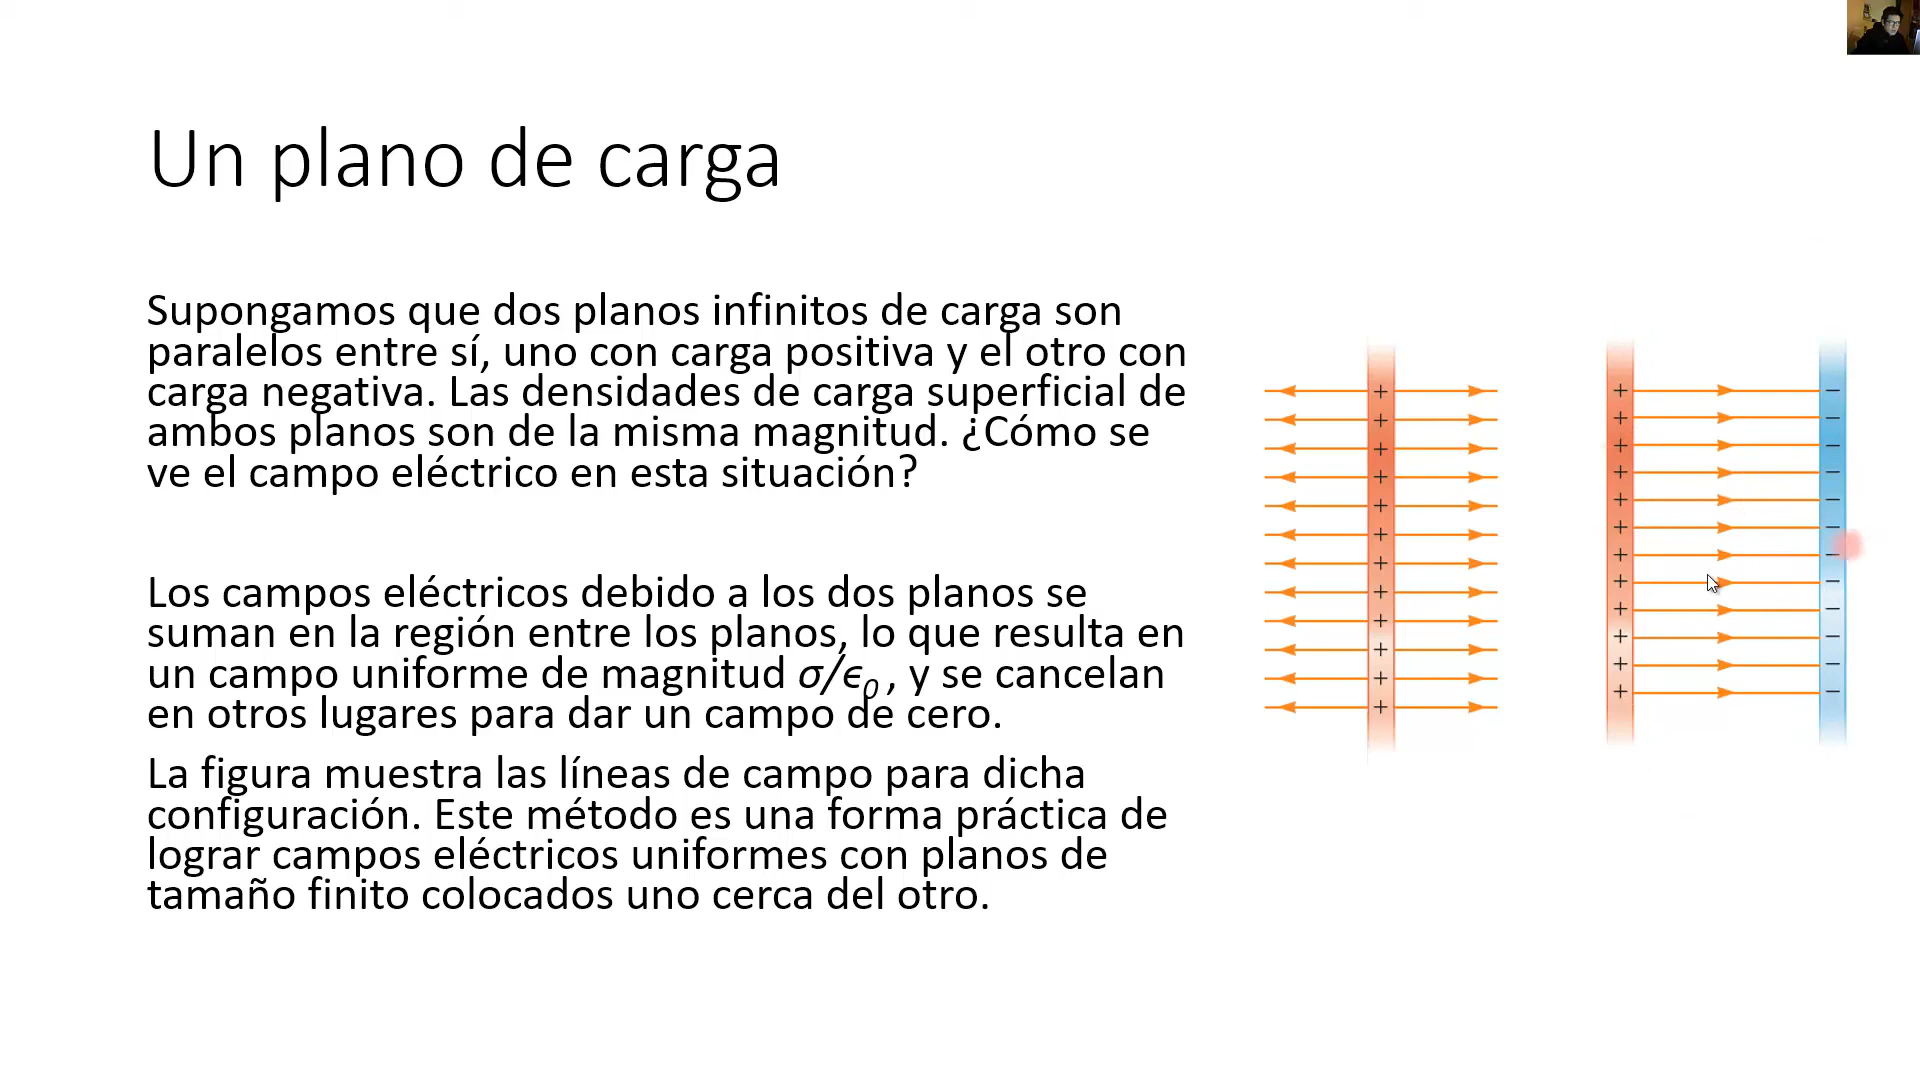 Un plano de carga
Supongamos que dos planos infinitos de carga son
paralelos entre sí, uno con carga positiva y el otro con
carga negativa. Las densidades de carga superficial de
ambos planos son de la misma magnitud. ¿Cómo se
ve el campo eléctrico en esta situación?
Los campos eléctricos debido a los dos planos se
suman en la región entre los planos, lo que resulta en
un campo uniforme de magnitud σ/ϵ₀ , y se cancelan
en otros lugares para dar un campo de cero.
La figura muestra las líneas de campo para dicha
configuración. Este método es una forma práctica de
lograr campos eléctricos uniformes con planos de
tamaño finito colocados uno cerca del otro.